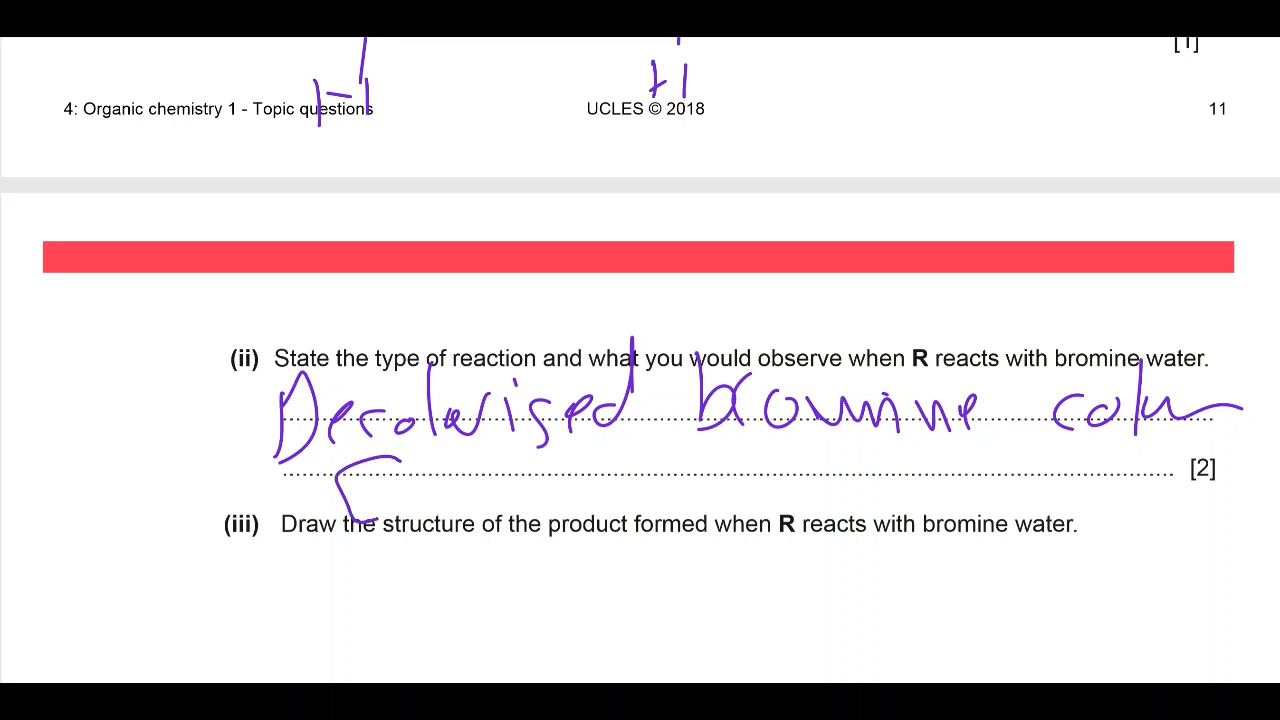 [1]
H
H
4: Organic chemistry 1 - Topic questions UCLES © 2018 11
(ii) State the type of reaction and what you would observe when R reacts with bromine water.
Decolarised bromine colu
[2]
(iii) Draw the structure of the product formed when R reacts with bromine water.